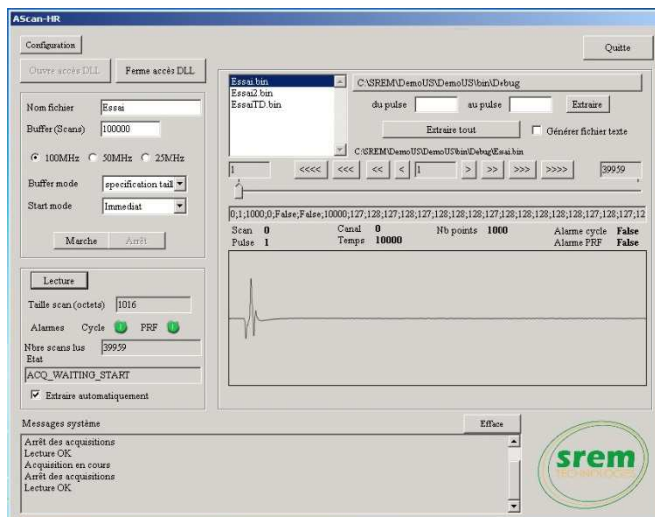 AScan-HR
Configuration
Quitte
Ouvre accès DLL
Ferme accès DLL
Nom fichier Essai
Buffer (Scans) 100000
100MHz 50MHz 25MHz
Buffer mode specification taill
Start mode Immediat
Marche Arrêt
Lecture
Taille scan (octets) 1016
Alarmes Cycle PRF
Nbre scans lus 39959
Etat
ACQ_WAITING_START
Extraire automatiquement
Essai.bin
Essai2.bin
EssaiTD.bin
C:\SREM\DemoUS\DemoUS\bin\Debug
du pulse au pulse Extraire
Extraire tout Générer fichier texte
C:\SREM\DemoUS\DemoUS\bin\Debug\Essai.bin
1 <<<< <<< << < 1 > >> >>> >>>> 39959
0;1;1000;0;False;False;10000;127;128;127;128;127;128;128;128;127;128;128;128;128;128;128;127;128;127;12
Scan 0 Canal 0 Nb points 1000 Alarme cycle False
Pulse 1 Temps 10000 Alarme PRF False
Messages système
Efface
Arrêt des acquisitions
Lecture OK
Acquisition en cours
Arrêt des acquisitions
Lecture OK
srem
TECHNOLOGIES